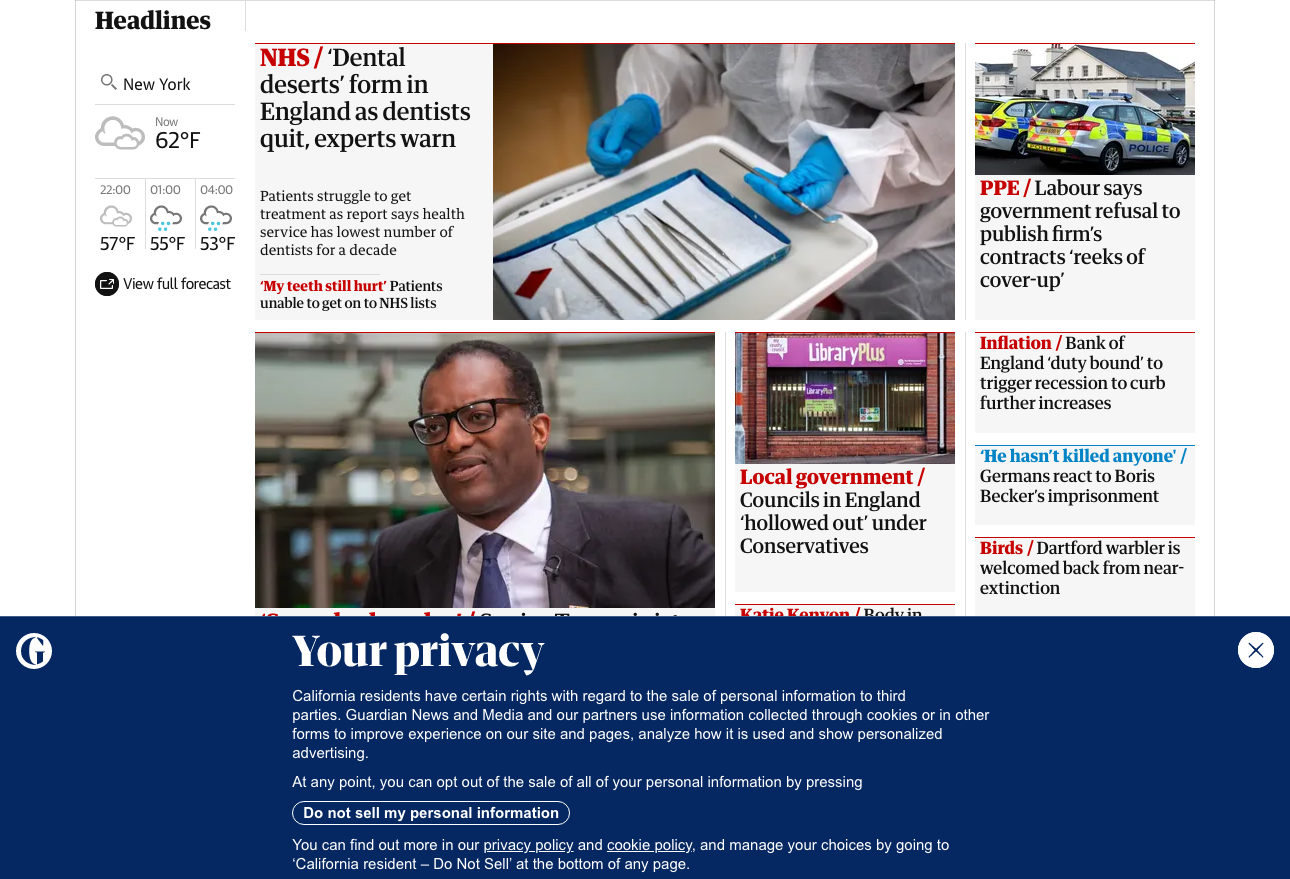 Headlines
New York
Now
62°F
22:00
01:00
04:00
57°F
55°F
53°F
View full forecast
NHS / ‘Dental
deserts’ form in
England as dentists
quit, experts warn
Patients struggle to get
treatment as report says health
service has lowest number of
dentists for a decade
‘My teeth still hurt’ Patients
unable to get on to NHS lists
POLICE
POLICE
PPE / Labour says
government refusal to
publish firm’s
contracts ‘reeks of
cover-up’
LibraryPlus
LibraryPlus
Local government /
Councils in England
‘hollowed out’ under
Conservatives
Katie Kenyon / Body in
Inflation / Bank of
England ‘duty bound’ to
trigger recession to curb
further increases
‘He hasn’t killed anyone’ /
Germans react to Boris
Becker’s imprisonment
Birds / Dartford warbler is
welcomed back from near-
extinction
G
Your privacy
California residents have certain rights with regard to the sale of personal information to third
parties. Guardian News and Media and our partners use information collected through cookies or in other
forms to improve experience on our site and pages, analyze how it is used and show personalized
advertising.
At any point, you can opt out of the sale of all of your personal information by pressing
Do not sell my personal information
You can find out more in our privacy policy and cookie policy, and manage your choices by going to
‘California resident – Do Not Sell’ at the bottom of any page.